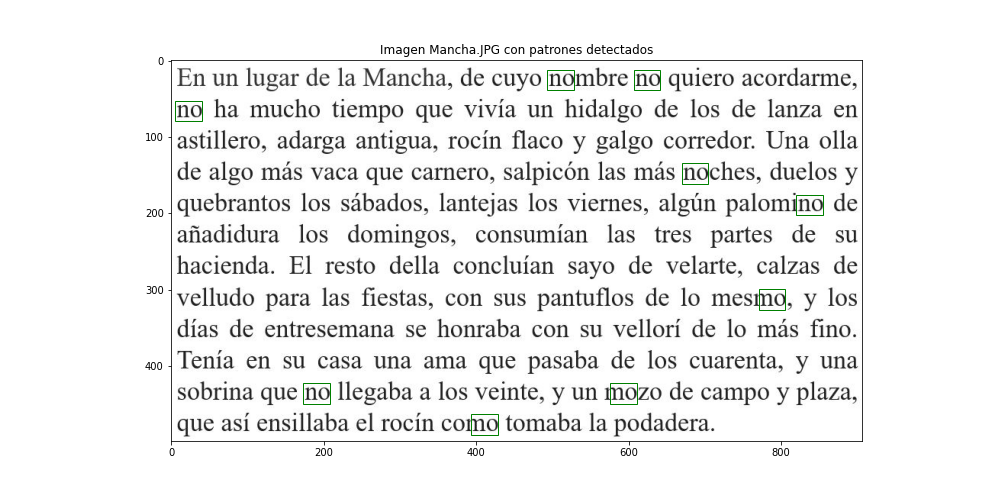 Imagen Mancha.JPG con patrones detectados
0
En un lugar de la Mancha, de cuyo nombre no quiero acordarme,
no ha mucho tiempo que vivía un hidalgo de los de lanza en
100
astillero, adarga antigua, rocín flaco y galgo corredor. Una olla
de algo más vaca que carnero, salpicón las más noches, duelos y
quebrantos los sábados, lantejas los viernes, algún palomino de
200
añadidura los domingos, consumían las tres partes de su
hacienda. El resto della concluían sayo de velarte, calzas de
300
velludo para las fiestas, con sus pantuflos de lo mesmo, y los
días de entresemana se honraba con su vellorí de lo más fino.
400
Tenía en su casa una ama que pasaba de los cuarenta, y una
sobrina que no llegaba a los veinte, y un mozo de campo y plaza,
que así ensillaba el rocín como tomaba la podadera.
0 200 400 600 800